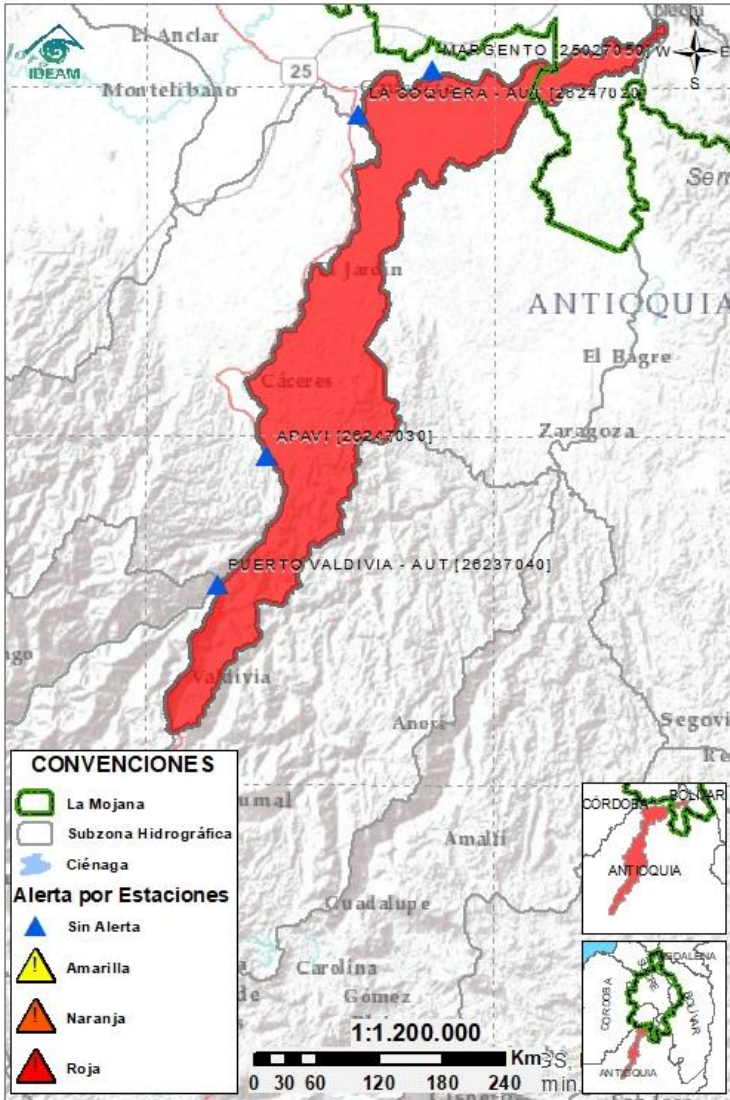 N
W E
S
El Anclar
IDEAM
25
MARGENTO [25027050]
Montelíbano
LA COQUERA - AUT [26247020]
El Jardín
ANTIOQUIA
El Bagre
Cáceres
APAVI [26247030]
Zaragoza
PUERTO VALDIVIA - AUT [26237040]
Valdivia
Anorí
CONVENCIONES
La Mojana
Subzona Hidrográfica
Ciénaga
Alerta por Estaciones
Sin Alerta
Amarilla
Naranja
Roja
Amalfi
Guadalupe
Carolina
Gómez
1:1.200.000
Km
0 30 60 120 180 240
CÓRDOBA
BOLÍVAR
ANTIOQUIA
SUCRE
CÓRDOBA
BOLÍVAR
ANTIOQUIA